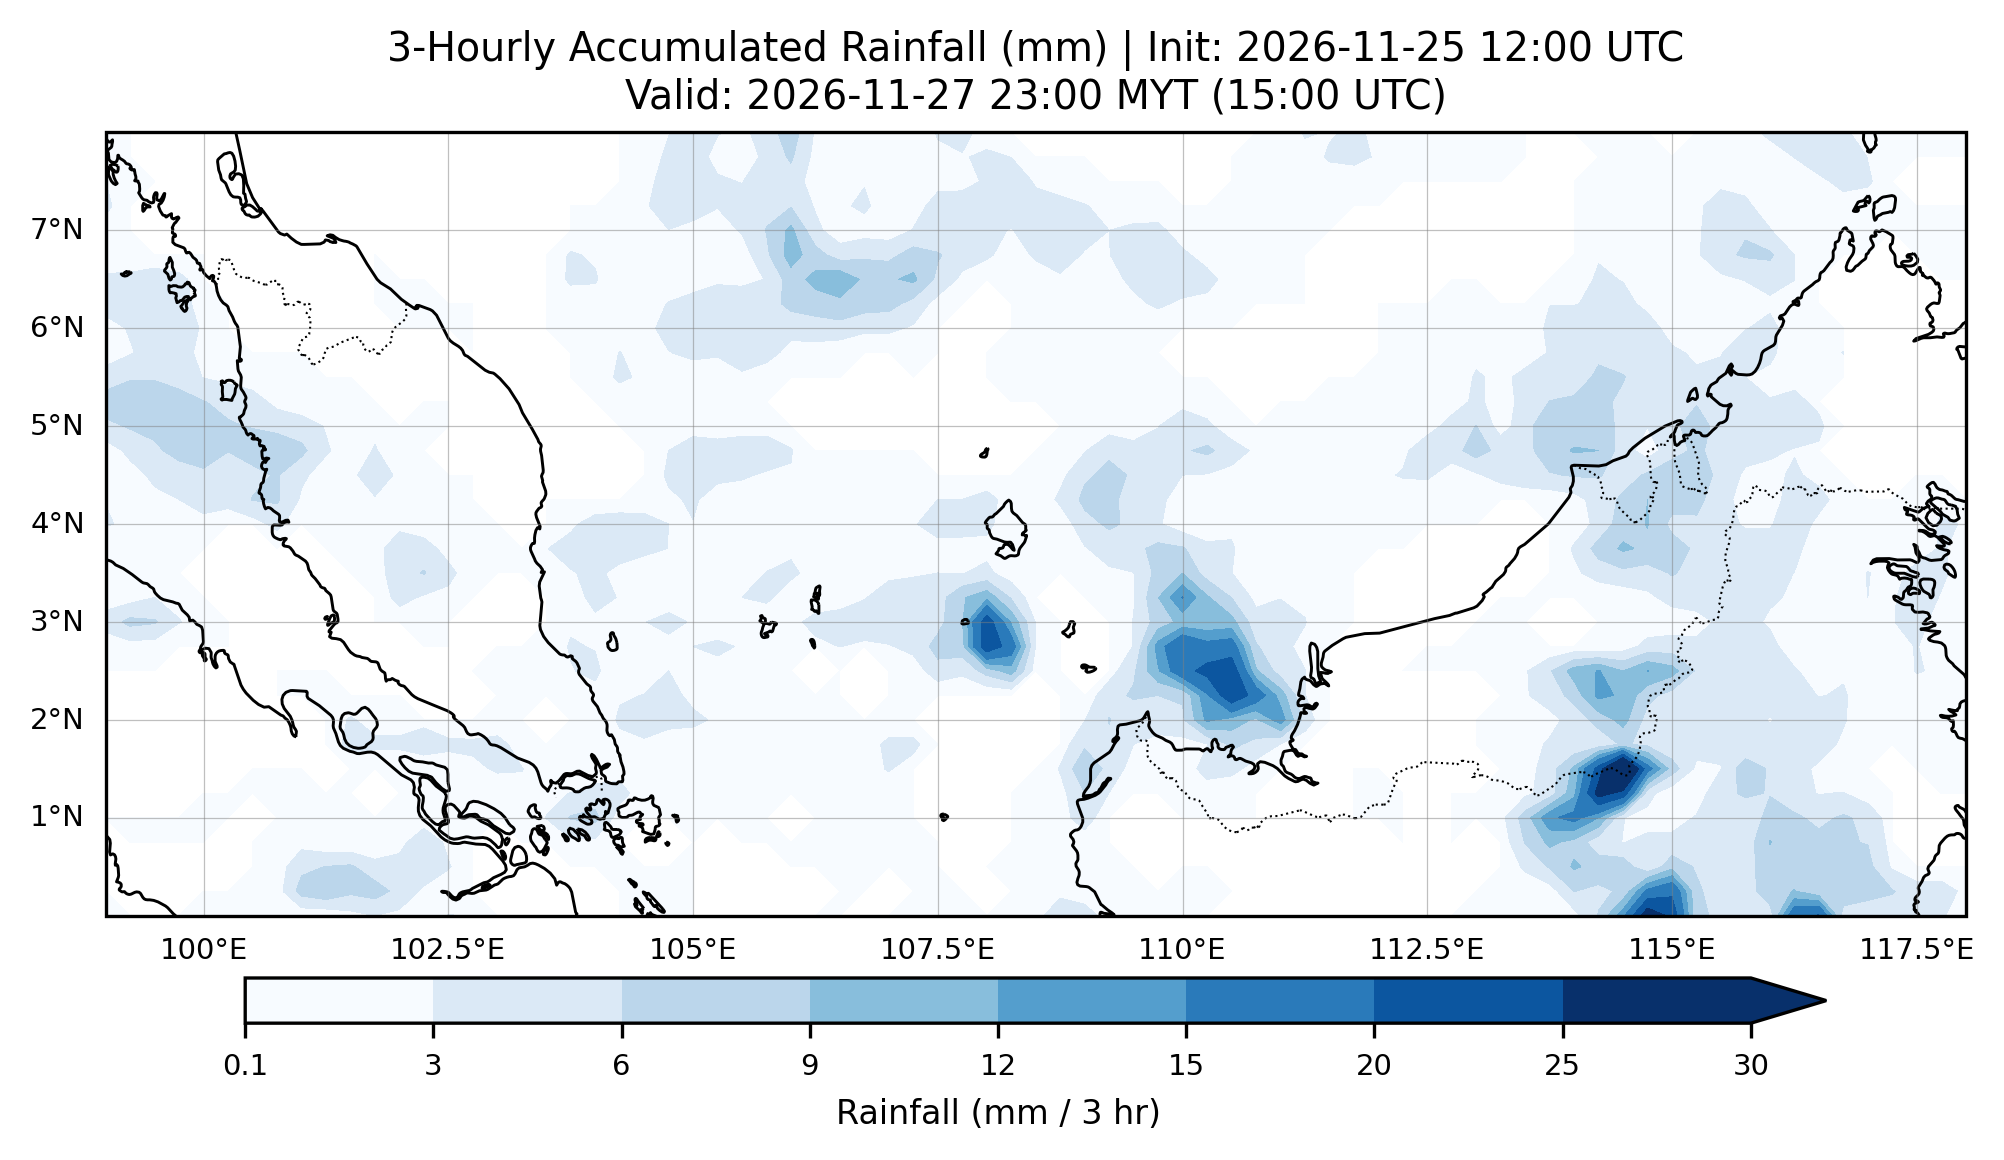 3-Hourly Accumulated Rainfall (mm) | Init: 2026-11-25 12:00 UTC
Valid: 2026-11-27 23:00 MYT (15:00 UTC)
7°N
6°N
5°N
4°N
3°N
2°N
1°N
100°E 102.5°E 105°E 107.5°E 110°E 112.5°E 115°E 117.5°E
0.1 3 6 9 12 15 20 25 30
Rainfall (mm / 3 hr)